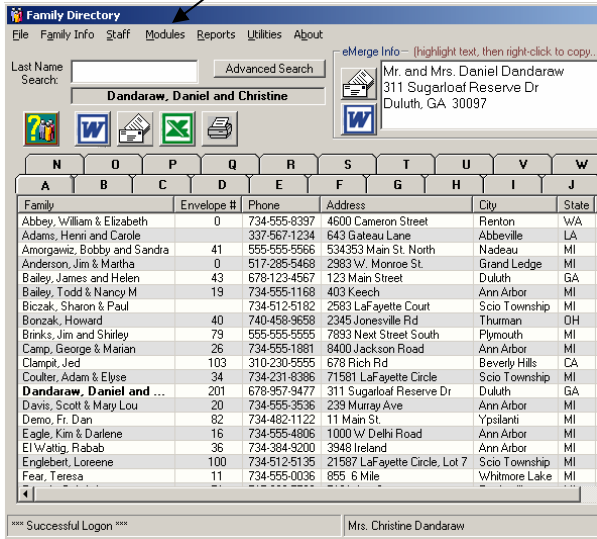 Family Directory
File Family Info Staff Modules Reports Utilities About
eMerge Info - (highlight text, then right-click to copy..
Last Name Search:
Advanced Search
Dandaraw, Daniel and Christine
Mr. and Mrs. Daniel Dandaraw
311 Sugarloaf Reserve Dr
Duluth, GA 30097
N O P Q R S T U V W
A B C D E F G H I J
Family Envelope # Phone Address City State
Abbey, William & Elizabeth 0 734-555-8397 4600 Cameron Street Renton WA
Adams, Henri and Carole 337-567-1234 643 Gateau Lane Abbeville LA
Amorgawiz, Bobby and Sandra 41 555-555-5566 534353 Main St. North Nadeau MI
Anderson, Jim & Martha 0 517-285-5468 2983 W. Monroe St. Grand Ledge MI
Bailey, James and Helen 43 678-123-4567 123 Main Street Duluth GA
Bailey, Todd & Nancy M 19 734-555-1168 403 Keech Ann Arbor MI
Biczak, Sharon & Paul 734-512-5182 2583 LaFayette Court Scio Township MI
Bonzak, Howard 40 740-458-9658 2345 Jonesville Rd Thurman OH
Brinks, Jim and Shirley 79 555-555-5555 7893 Next Street South Plymouth MI
Camp, George & Marian 26 734-555-1881 8400 Jackson Road Ann Arbor MI
Clampit, Jed 103 310-230-5555 678 Rich Rd Beverly Hills CA
Coulter, Adam & Elyse 34 734-231-8386 71581 LaFayette Circle Scio Township MI
Dandaraw, Daniel and ... 201 678-957-9477 311 Sugarloaf Reserve Dr Duluth GA
Davis, Scott & Mary Lou 20 734-555-3536 239 Murray Ave Ann Arbor MI
Demo, Fr. Dan 82 734-482-1122 11 Main St. Ypsilanti MI
Eagle, Kim & Darlene 16 734-555-4806 1000 W Delhi Road Ann Arbor MI
El Wattig, Rabab 36 734-384-9200 3948 Ireland Ann Arbor MI
Englebert, Loreene 100 734-512-5135 21587 LaFayette Circle, Lot 7 Scio Township MI
Fear, Teresa 11 734-555-0036 855 6 Mile Whitmore Lake MI
*** Successful Logon *** Mrs. Christine Dandaraw